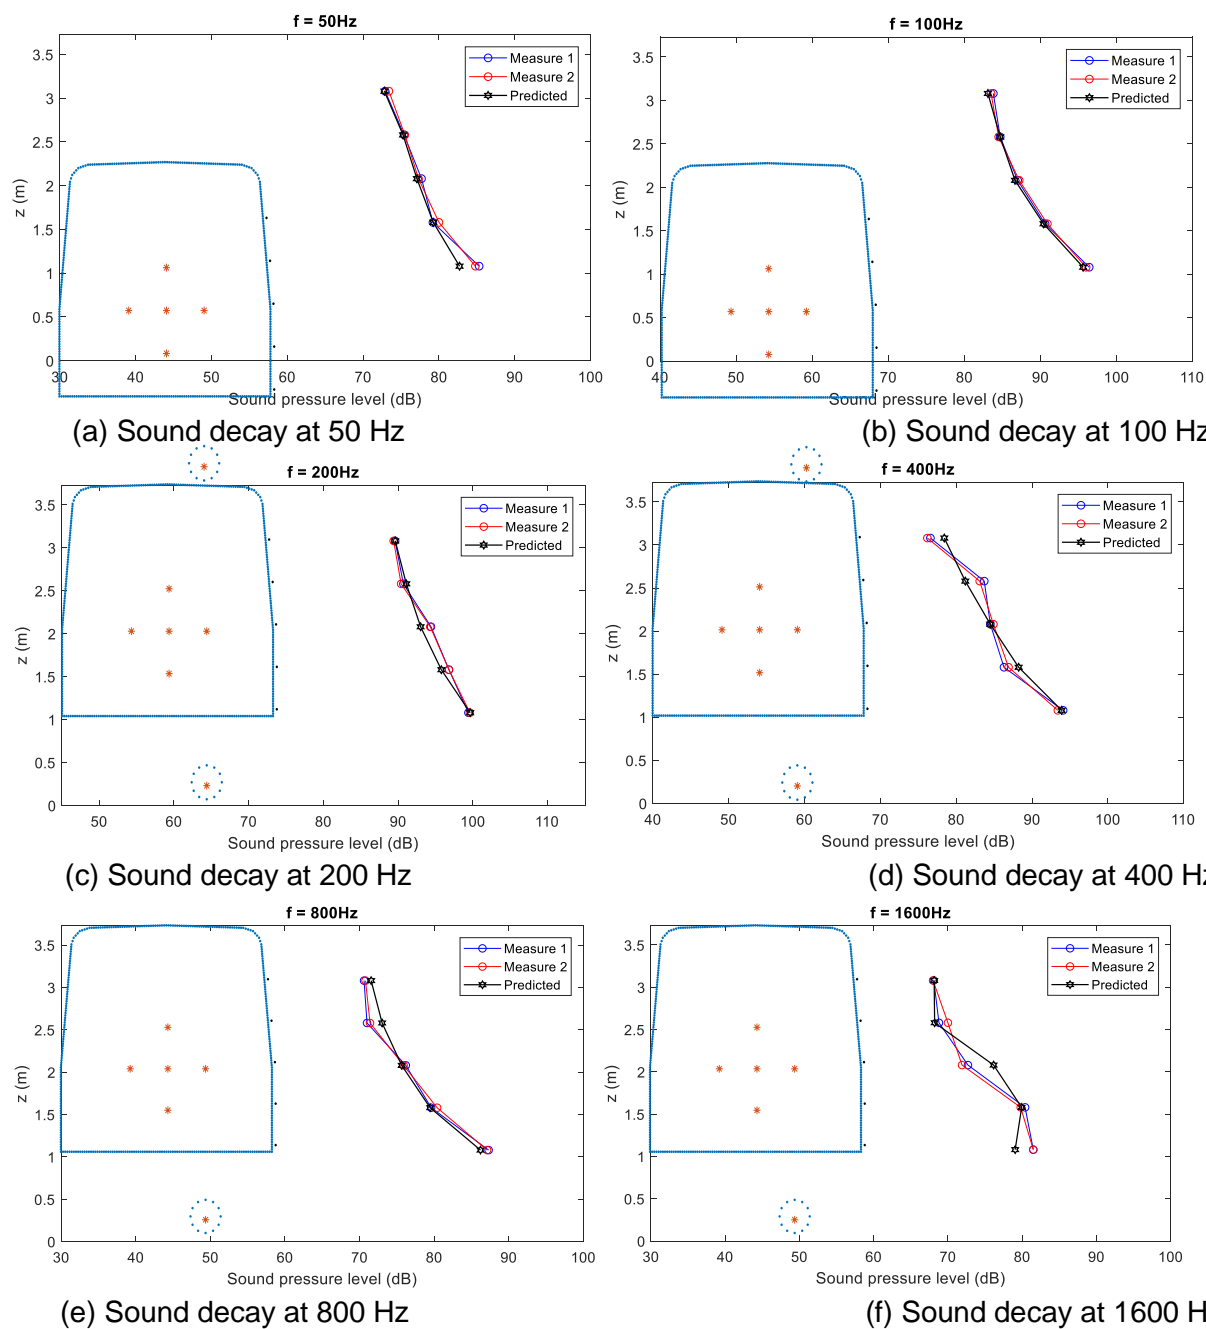 f = 50Hz
3.5
3
2.5
2
1.5
1
0.5
0
z (m)
Measure 1
Measure 2
Predicted
30 40 50 60 70 80 90 100
Sound pressure level (dB)
(a) Sound decay at 50 Hz
f = 100Hz
3.5
3
2.5
2
1.5
1
0.5
0
z (m)
Measure 1
Measure 2
Predicted
40 50 60 70 80 90 100 110
Sound pressure level (dB)
(b) Sound decay at 100 Hz
f = 200Hz
3.5
3
2.5
2
1.5
1
0.5
0
z (m)
Measure 1
Measure 2
Predicted
50 60 70 80 90 100 110
Sound pressure level (dB)
(c) Sound decay at 200 Hz
f = 400Hz
3.5
3
2.5
2
1.5
1
0.5
0
z (m)
Measure 1
Measure 2
Predicted
40 50 60 70 80 90 100 110
Sound pressure level (dB)
(d) Sound decay at 400 Hz
f = 800Hz
3.5
3
2.5
2
1.5
1
0.5
0
z (m)
Measure 1
Measure 2
Predicted
30 40 50 60 70 80 90 100
Sound pressure level (dB)
(e) Sound decay at 800 Hz
f = 1600Hz
3.5
3
2.5
2
1.5
1
0.5
0
z (m)
Measure 1
Measure 2
Predicted
30 40 50 60 70 80 90 100
Sound pressure level (dB)
(f) Sound decay at 1600 H